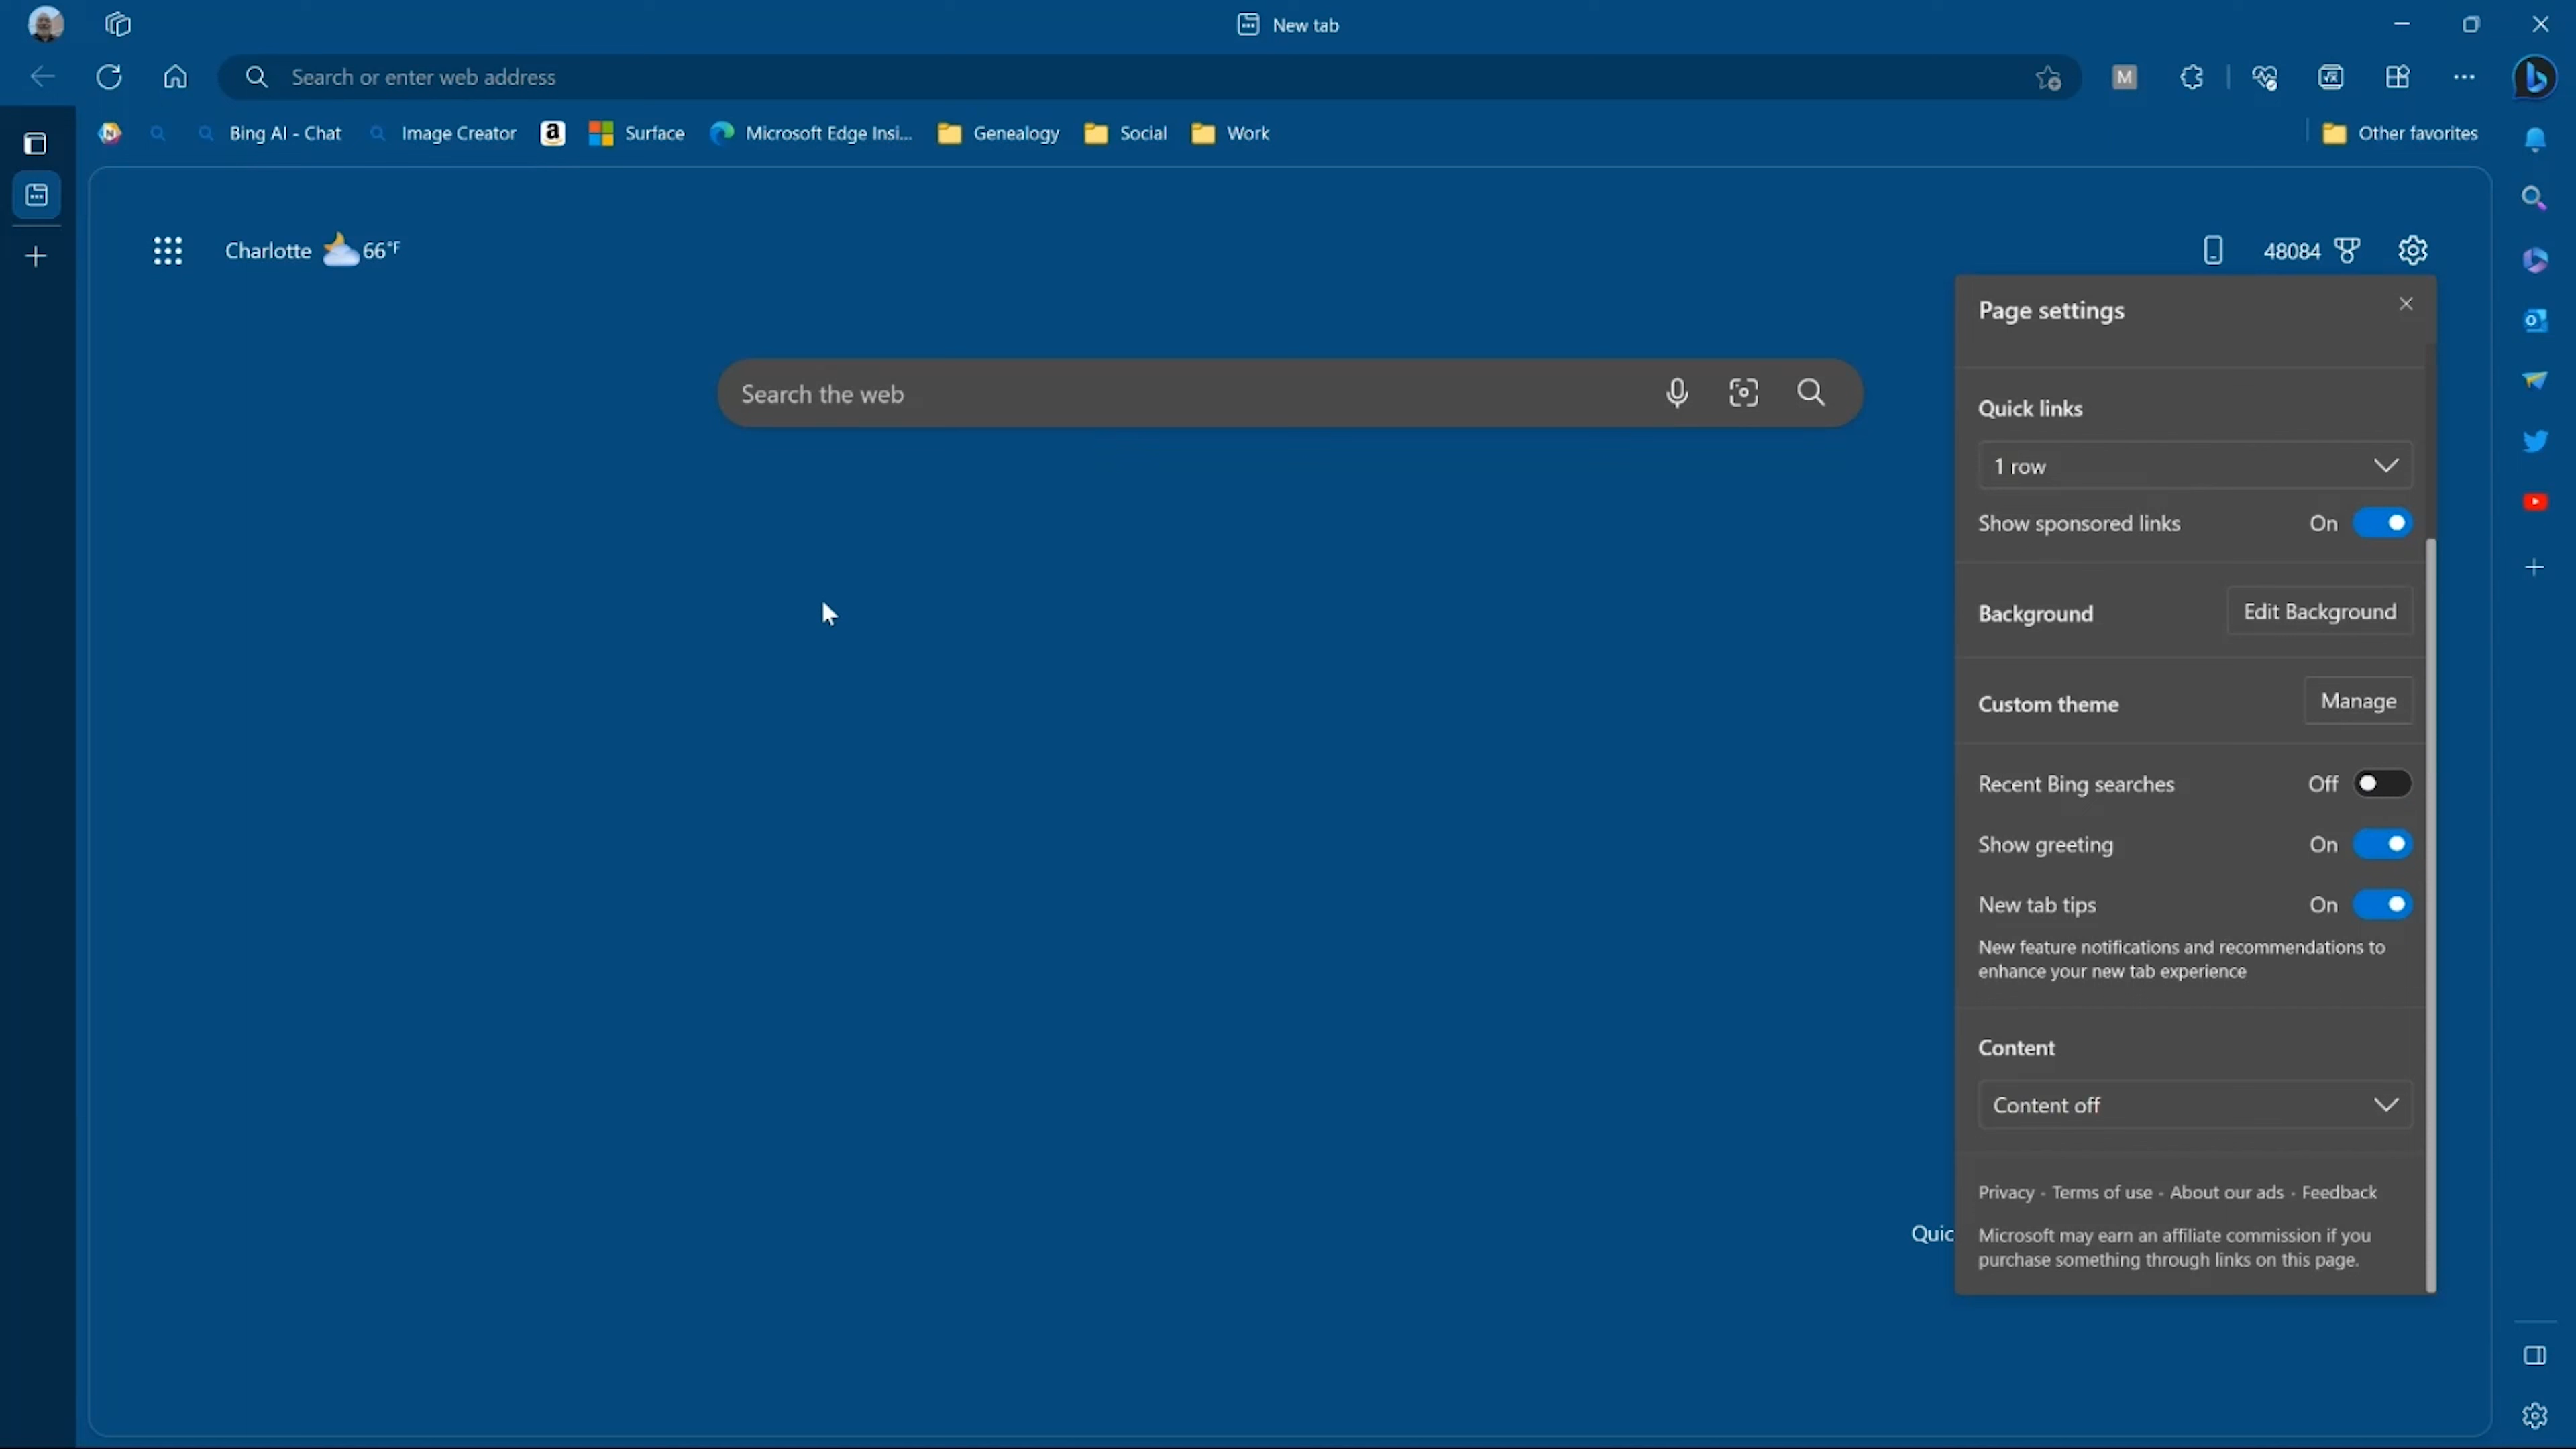 New tab
Search or enter web address
M
Bing AI - Chat
Image Creator
a
Surface
Microsoft Edge Insi...
Genealogy
Social
Work
Other favorites
Charlotte 66°F
48084
Page settings
Search the web
Quick links
1 row
Show sponsored links On
Background Edit Background
Custom theme Manage
Recent Bing searches Off
Show greeting On
New tab tips On
New feature notifications and recommendations to
enhance your new tab experience
Content
Content off
Privacy - Terms of use - About our ads - Feedback
Quic
Microsoft may earn an affiliate commission if you
purchase something through links on this page.